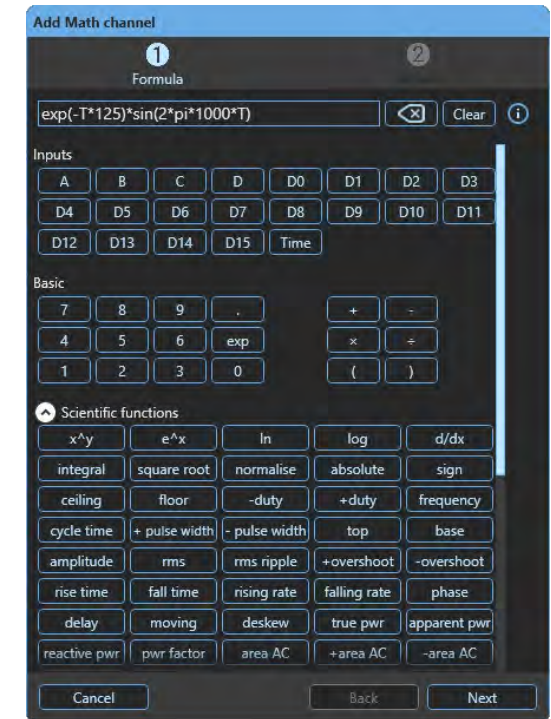 Add Math channel
1 2
Formula
exp(-T*125)*sin(2*pi*1000*T) Clear i
Inputs
A B C D D0 D1 D2 D3
D4 D5 D6 D7 D8 D9 D10 D11
D12 D13 D14 D15 Time
Basic
7 8 9 . + -
4 5 6 exp × ÷
1 2 3 0 ( )
Scientific functions
x^y e^x ln log d/dx
integral square root normalise absolute sign
ceiling floor -duty +duty frequency
cycle time + pulse width - pulse width top base
amplitude rms rms ripple +overshoot -overshoot
rise time fall time rising rate falling rate phase
delay moving deskew true pwr apparent pwr
reactive pwr pwr factor area AC +area AC -area AC
Cancel Back Next